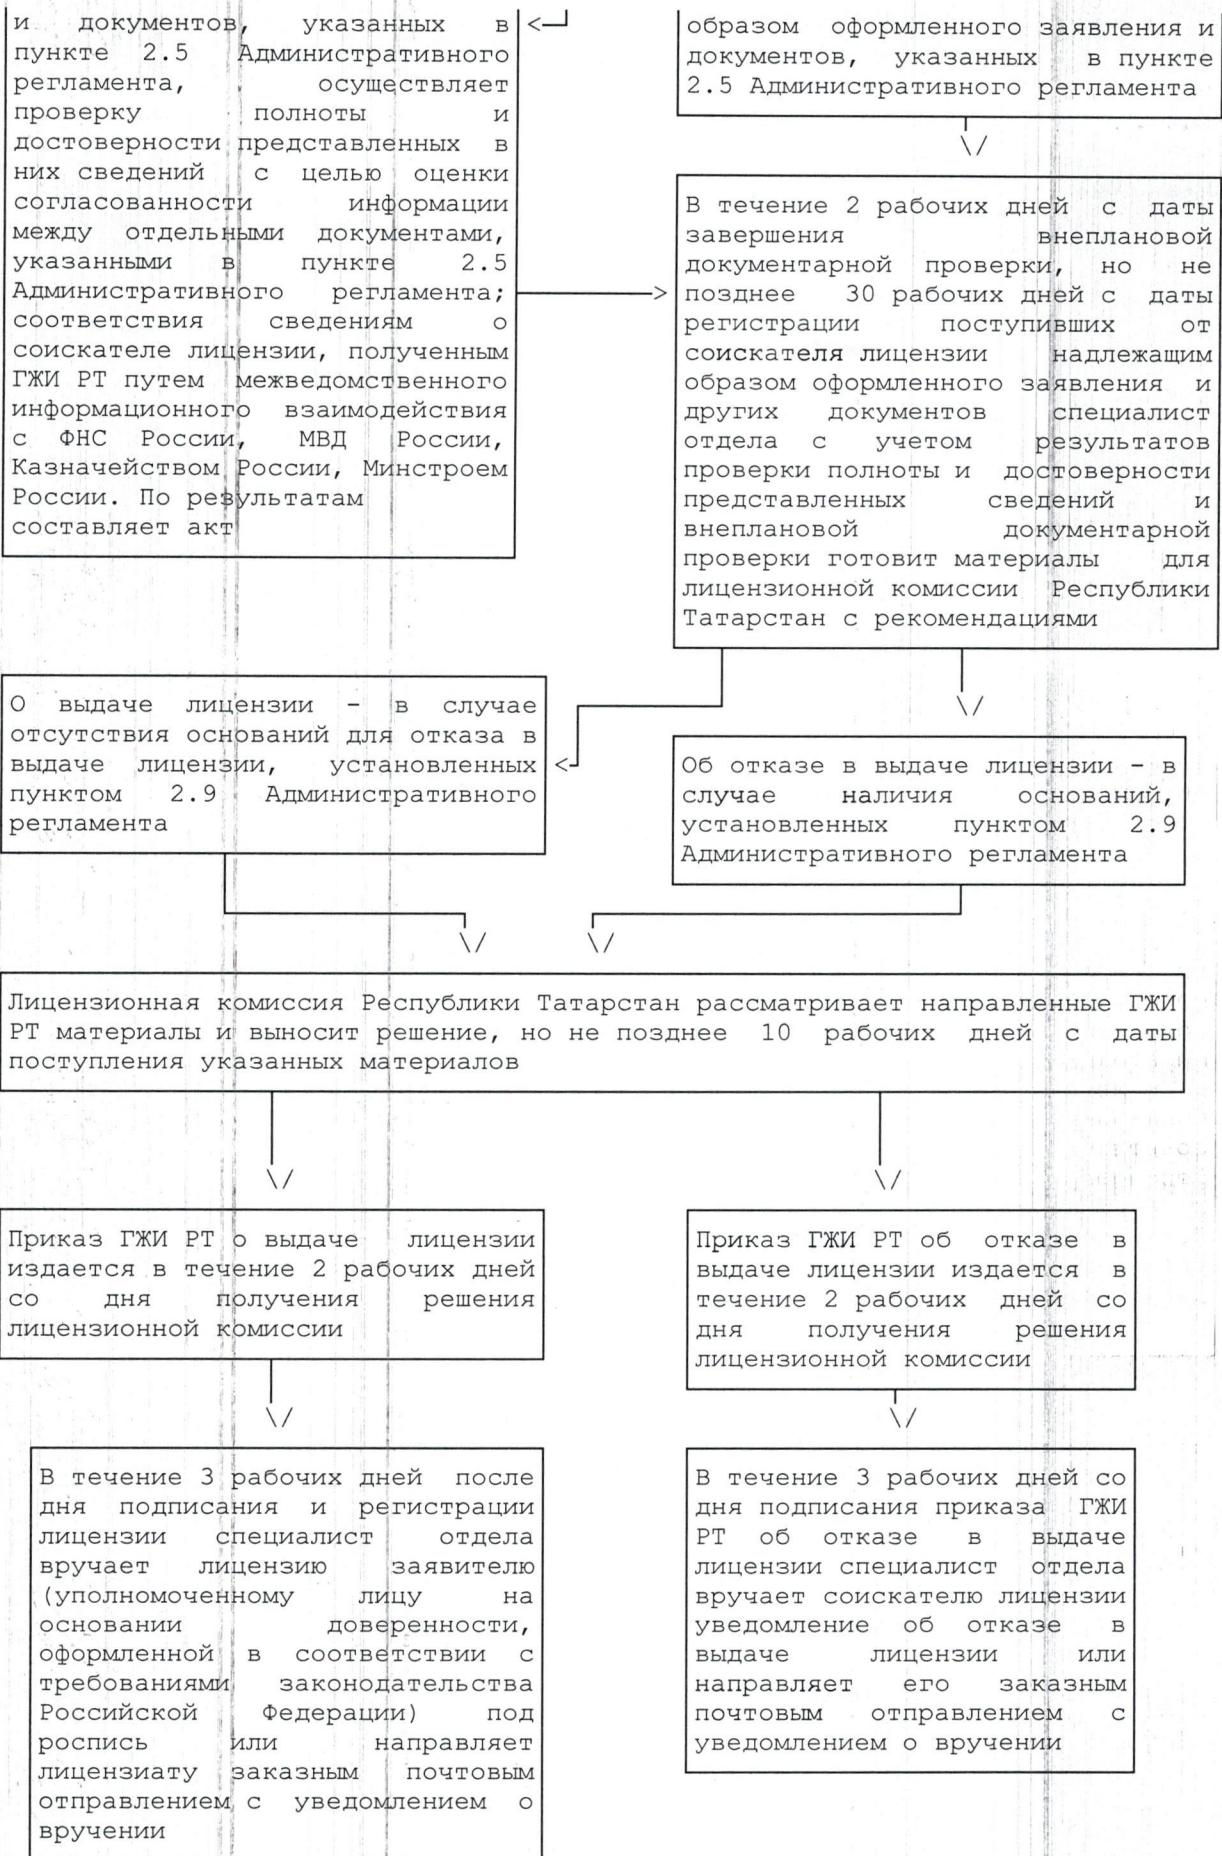 и документов, указанных в
пункте 2.5 Административного
регламента, осуществляет
проверку полноты и
достоверности представленных в
них сведений с целью оценки
согласованности информации
между отдельными документами,
указанными в пункте 2.5
Административного регламента;
соответствия сведениям о
соискателе лицензии, полученным
ГЖИ РТ путем межведомственного
информационного взаимодействия
с ФНС России, МВД России,
Казначейством России, Минстроем
России. По результатам
составляет акт
образом оформленного заявления и
документов, указанных в пункте
2.5 Административного регламента
В течение 2 рабочих дней с даты
завершения внеплановой
документарной проверки, но не
позднее 30 рабочих дней с даты
регистрации поступивших от
соискателя лицензии надлежащим
образом оформленного заявления и
других документов специалист
отдела с учетом результатов
проверки полноты и достоверности
представленных сведений и
внеплановой документарной
проверки готовит материалы для
лицензионной комиссии Республики
Татарстан с рекомендациями
О выдаче лицензии - в случае
отсутствия оснований для отказа в
выдаче лицензии, установленных
пунктом 2.9 Административного
регламента
Об отказе в выдаче лицензии - в
случае наличия оснований,
установленных пунктом 2.9
Административного регламента
Лицензионная комиссия Республики Татарстан рассматривает направленные ГЖИ
РТ материалы и выносит решение, но не позднее 10 рабочих дней с даты
поступления указанных материалов
Приказ ГЖИ РТ о выдаче лицензии
издается в течение 2 рабочих дней
со дня получения решения
лицензионной комиссии
Приказ ГЖИ РТ об отказе в
выдаче лицензии издается в
течение 2 рабочих дней со
дня получения решения
лицензионной комиссии
В течение 3 рабочих дней после
дня подписания и регистрации
лицензии специалист отдела
вручает лицензию заявителю
(уполномоченному лицу на
основании доверенности,
оформленной в соответствии с
требованиями законодательства
Российской Федерации) под
роспись или направляет
лицензиату заказным почтовым
отправлением с уведомлением о
вручении
В течение 3 рабочих дней со
дня подписания приказа ГЖИ
РТ об отказе в выдаче
лицензии специалист отдела
вручает соискателю лицензии
уведомление об отказе в
выдаче лицензии или
направляет его заказным
почтовым отправлением с
уведомлением о вручении